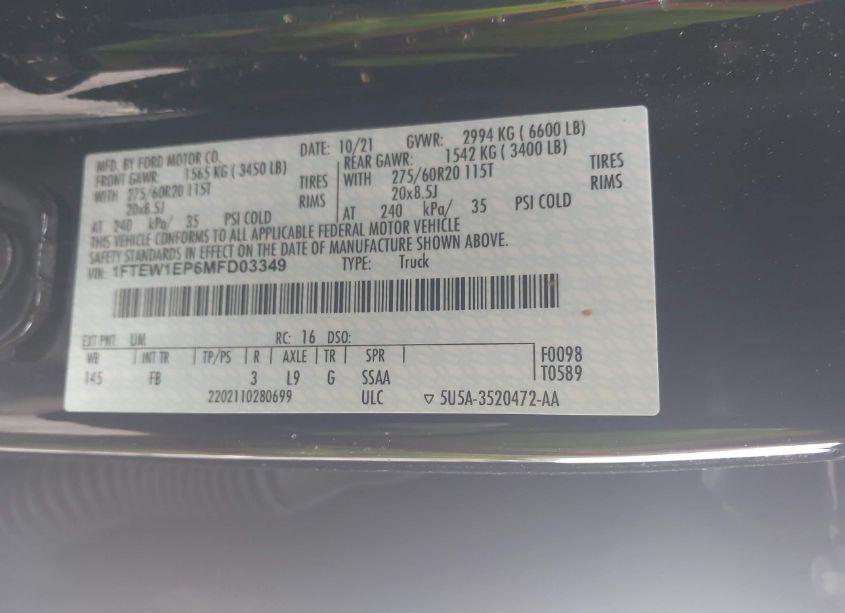 MFD. BY FORD MOTOR CO. DATE: 10/21 GVWR: 2994 KG ( 6600 LB)
FRONT GAWR: 1565 KG ( 3450 LB) REAR GAWR: 1542 KG ( 3400 LB)
WITH 275/60R20 115T TIRES WITH 275/60R20 115T TIRES
20x8.5J RIMS 20x8.5J RIMS
AT 240 kPa/ 35 PSI COLD AT 240 kPa/ 35 PSI COLD
THIS VEHICLE CONFORMS TO ALL APPLICABLE FEDERAL MOTOR VEHICLE
SAFETY STANDARDS IN EFFECT ON THE DATE OF MANUFACTURE SHOWN ABOVE.
VIN: 1FTEW1EP6MFD03349 TYPE: Truck
EXT PNT: UM RC: 16 DSO:
WB INT TR TP/PS R AXLE TR SPR F0098
145 FB 3 L9 G SSAA T0589
2202110280699 ULC ▽ 5U5A-3520472-AA